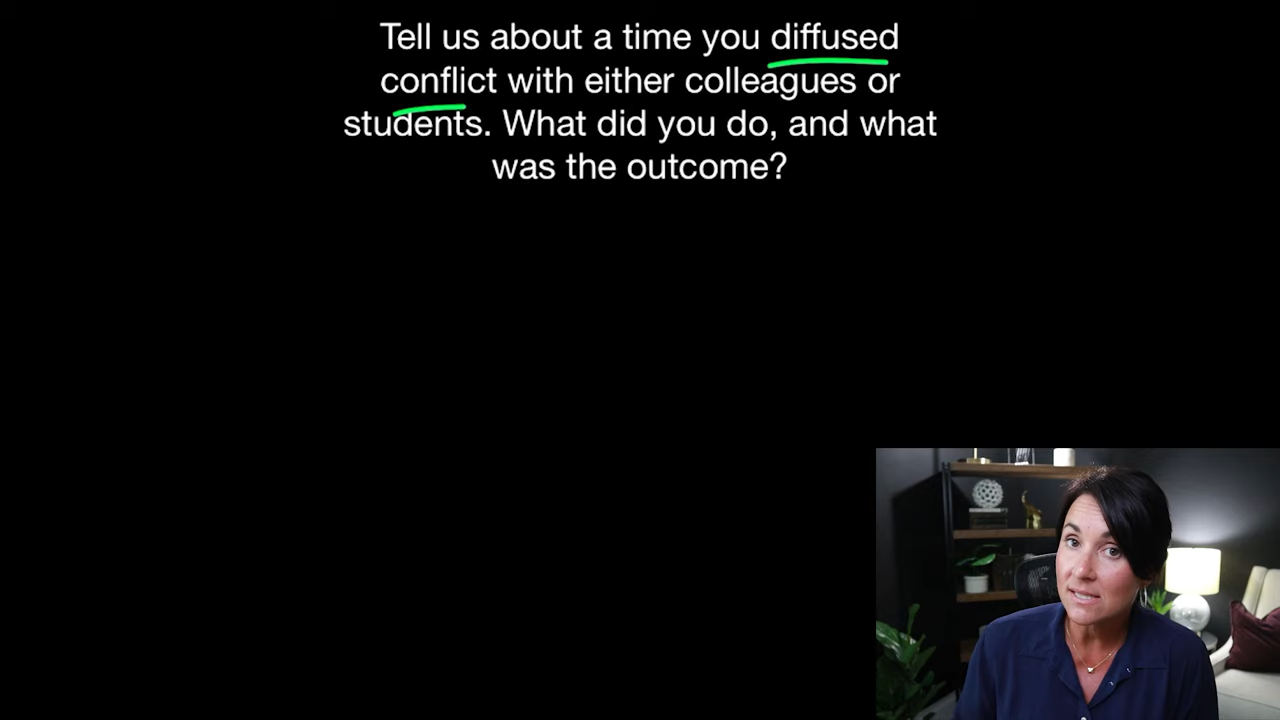 Tell us about a time you diffused
conflict with either colleagues or
students. What did you do, and what
was the outcome?